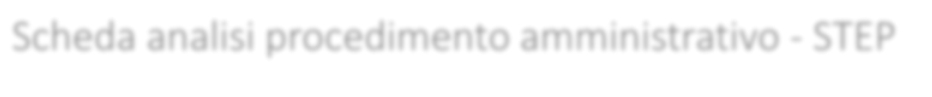 Scheda analisi procedimento amministrativo - STEP